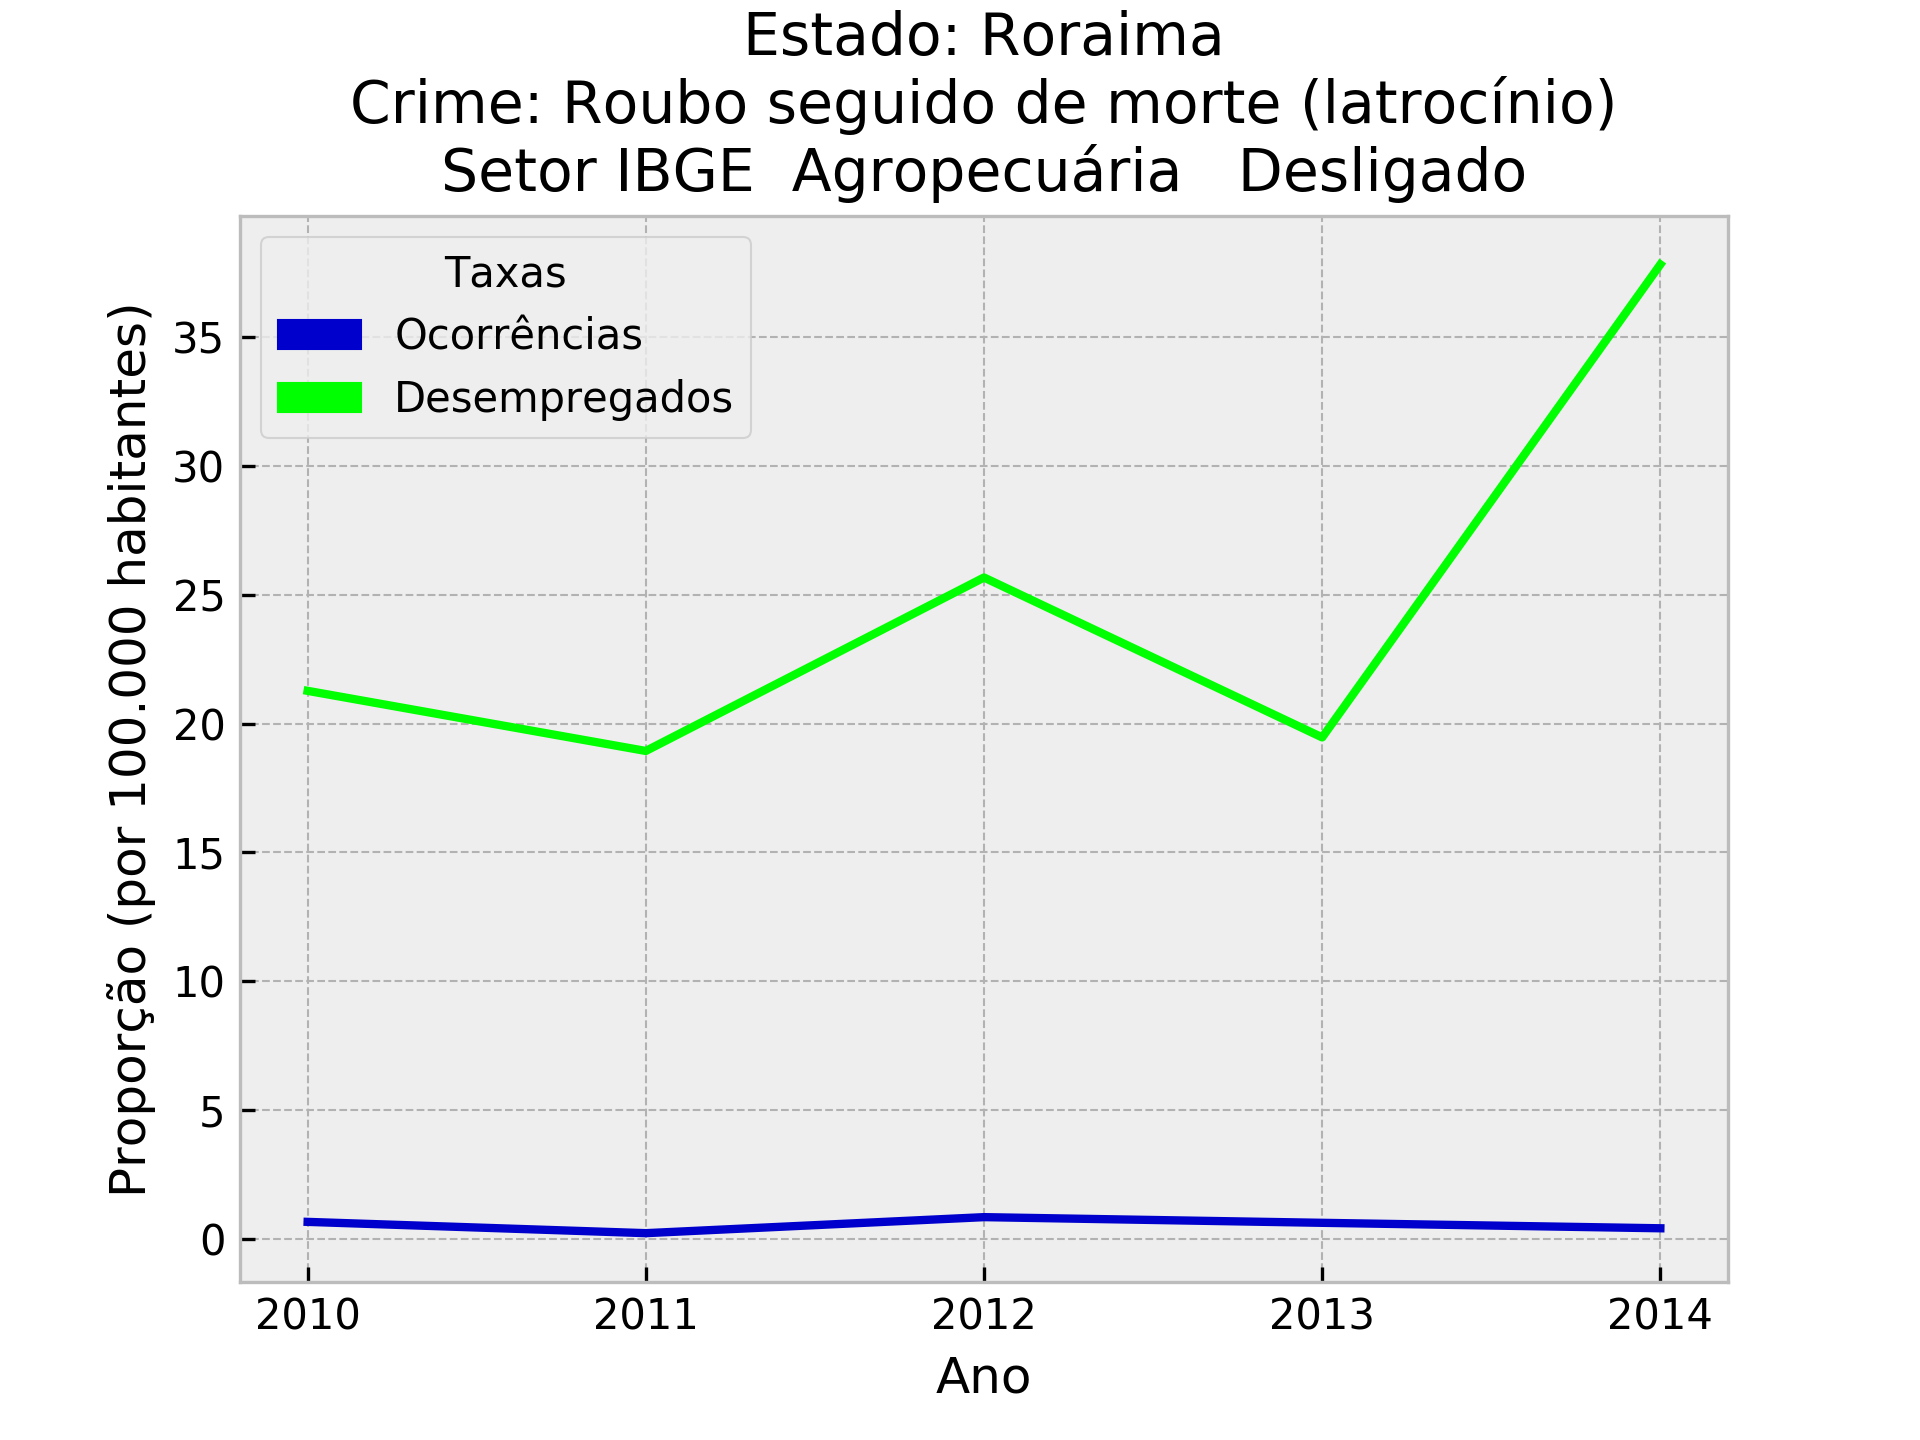 Estado: Roraima
Crime: Roubo seguido de morte (latrocínio)
Setor IBGE  Agropecuária   Desligado
Taxas
Ocorrências
Desempregados
Proporção (por 100.000 habitantes)
35
30
25
20
15
10
5
0
2010 2011 2012 2013 2014
Ano